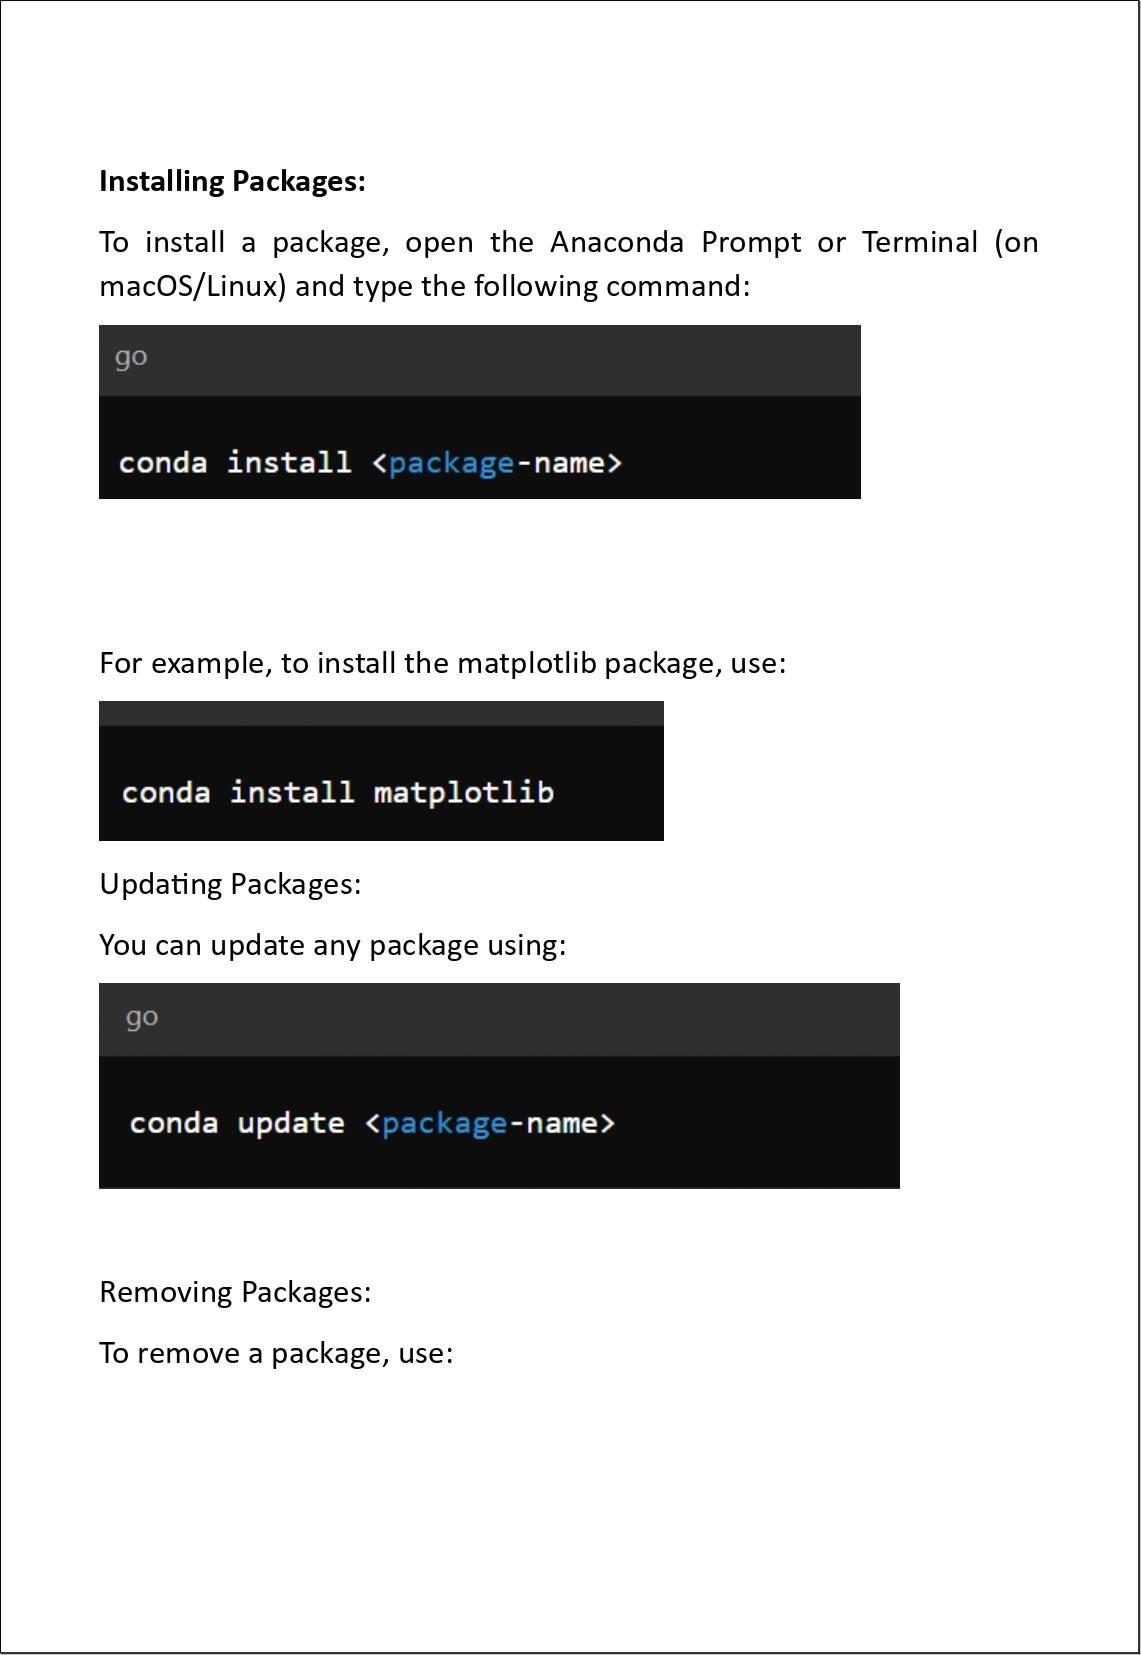 Installing Packages:
To install a package, open the Anaconda Prompt or Terminal (on
macOS/Linux) and type the following command:
go
conda install <package-name>
For example, to install the matplotlib package, use:
conda install matplotlib
Updating Packages:
You can update any package using:
go
conda update <package-name>
Removing Packages:
To remove a package, use: